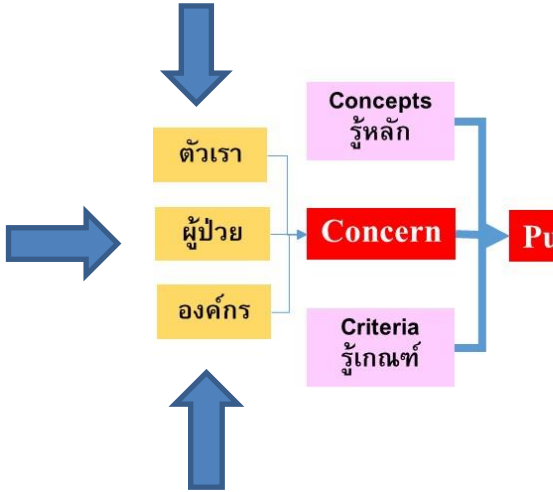 Concepts
รู้หลัก
ตัวเรา
ผู้ป่วย
Concern
Pu
องค์กร
Criteria
รู้เกณฑ์